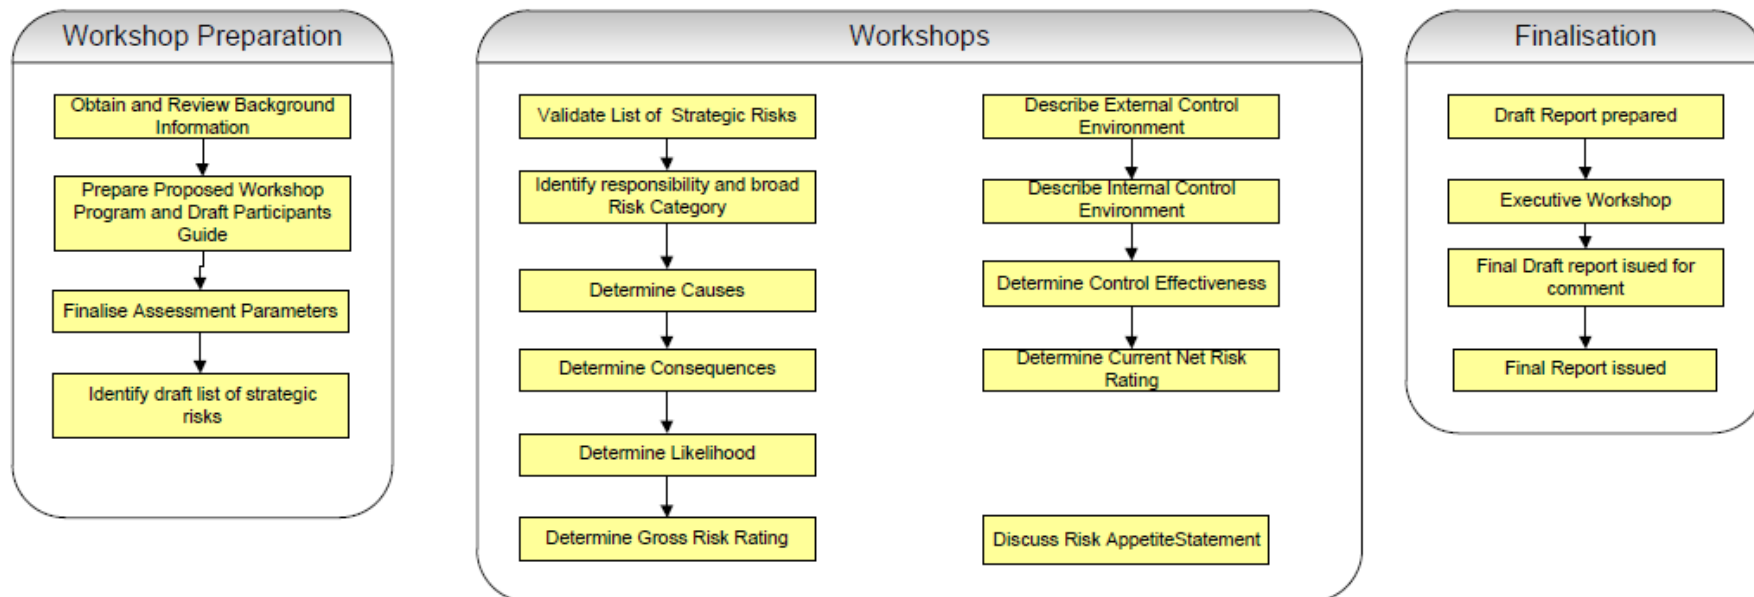 Workshop Preparation
Obtain and Review Background
Information
Prepare Proposed Workshop
Program and Draft Participants
Guide
Finalise Assessment Parameters
Identify draft list of strategic
risks
Workshops
Validate List of Strategic Risks
Identify responsibility and broad
Risk Category
Determine Causes
Determine Consequences
Determine Likelihood
Determine Gross Risk Rating
Describe External Control
Environment
Describe Internal Control
Environment
Determine Control Effectiveness
Determine Current Net Risk
Rating
Discuss Risk AppetiteStatement
Finalisation
Draft Report prepared
Executive Workshop
Final Draft report isued for
comment
Final Report issued